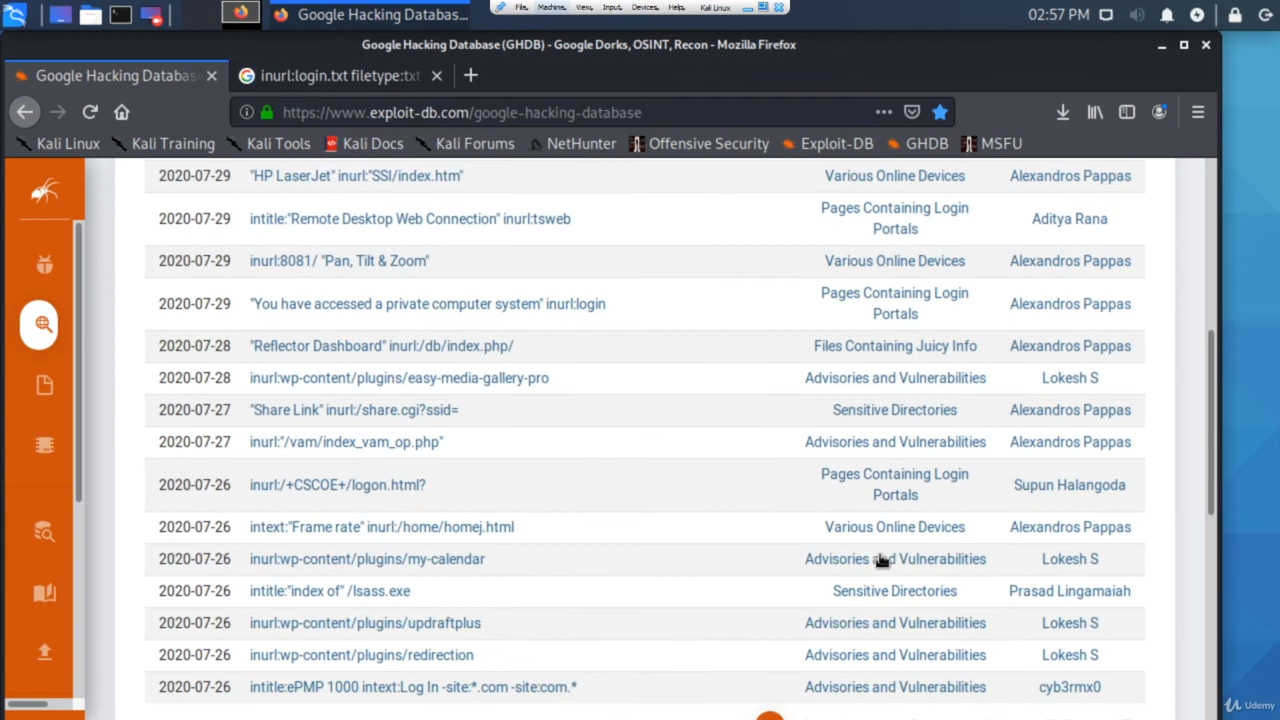 Google Hacking Databas...
File, Machine, View, Input, Devices, Help, Kali Linux
02:57 PM
Google Hacking Database (GHDB) - Google Dorks, OSINT, Recon - Mozilla Firefox
Google Hacking Databas
inurl:login.txt filetype:txt
https://www.exploit-db.com/google-hacking-database
Kali Linux Kali Training Kali Tools Kali Docs Kali Forums NetHunter Offensive Security Exploit-DB GHDB MSFU
2020-07-29 "HP LaserJet" inurl:"SSI/index.htm" Various Online Devices Alexandros Pappas
2020-07-29 intitle:"Remote Desktop Web Connection" inurl:tsweb Pages Containing Login Portals Aditya Rana
2020-07-29 inurl:8081/ "Pan, Tilt & Zoom" Various Online Devices Alexandros Pappas
2020-07-29 "You have accessed a private computer system" inurl:login Pages Containing Login Portals Alexandros Pappas
2020-07-28 "Reflector Dashboard" inurl:/db/index.php/ Files Containing Juicy Info Alexandros Pappas
2020-07-28 inurl:wp-content/plugins/easy-media-gallery-pro Advisories and Vulnerabilities Lokesh S
2020-07-27 "Share Link" inurl:/share.cgi?ssid= Sensitive Directories Alexandros Pappas
2020-07-27 inurl:"/vam/index_vam_op.php" Advisories and Vulnerabilities Alexandros Pappas
2020-07-26 inurl:/+CSCOE+/logon.html? Pages Containing Login Portals Supun Halangoda
2020-07-26 intext:"Frame rate" inurl:/home/homej.html Various Online Devices Alexandros Pappas
2020-07-26 inurl:wp-content/plugins/my-calendar Advisories and Vulnerabilities Lokesh S
2020-07-26 intitle:"index of" /lsass.exe Sensitive Directories Prasad Lingamaiah
2020-07-26 inurl:wp-content/plugins/updraftplus Advisories and Vulnerabilities Lokesh S
2020-07-26 inurl:wp-content/plugins/redirection Advisories and Vulnerabilities Lokesh S
2020-07-26 intitle:ePMP 1000 intext:Log In -site:*.com -site:com.* Advisories and Vulnerabilities cyb3rmx0
Udemy